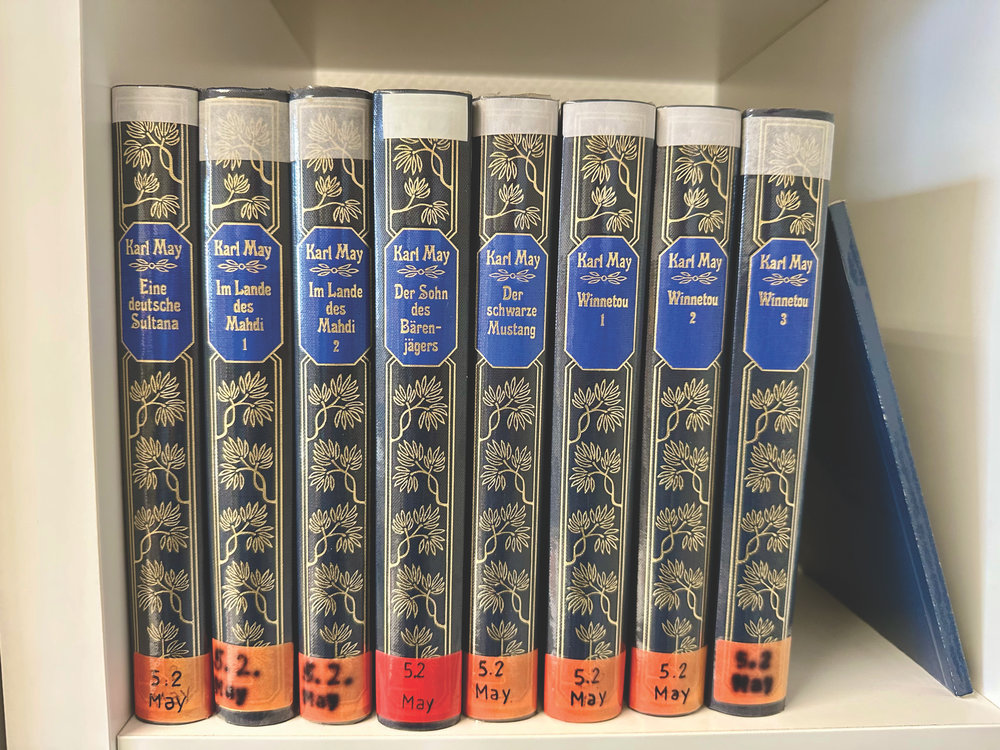 Karl May
Eine
deutsche
Sultana
5.2
May
Karl May
Im Lande
des
Mahdi
1
5.2.
May
Karl May
Im Lande
des
Mahdi
2
5.2.
May
Karl May
Der Sohn
des
Bären-
jägers
5.2
May
Karl May
Der
schwarze
Mustang
5.2
May
Karl May
Winnetou
1
5.2
May
Karl May
Winnetou
2
5.2
May
Karl May
Winnetou
3
5.2
May